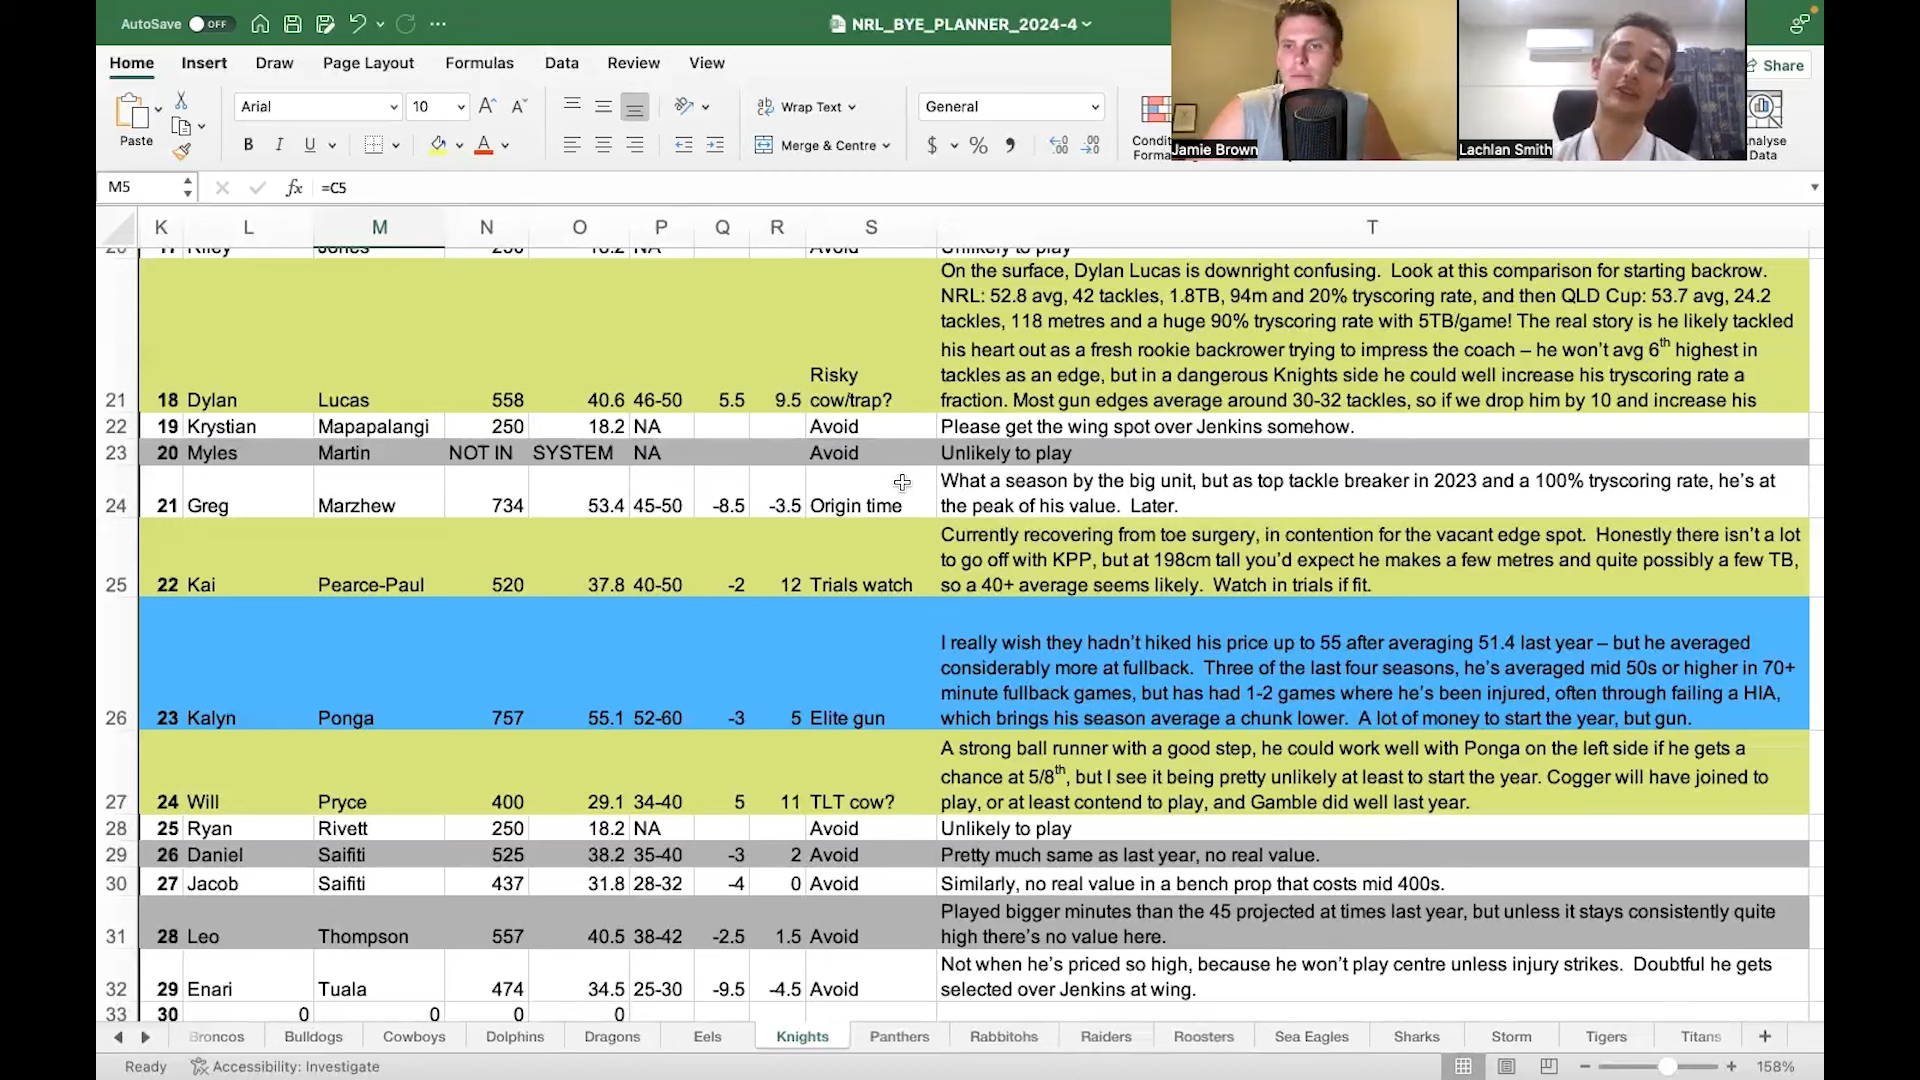 AutoSave OFF
NRL_BYE_PLANNER_2024-4
Home Insert Draw Page Layout Formulas Data Review View
Share
Paste
Arial 10
Wrap Text
Merge & Centre
General
$ %
Jamie Brown
Lachlan Smith
Data
M5 fx =C5
K L M N O P Q R S T
On the surface, Dylan Lucas is downright confusing. Look at this comparison for starting backrow.
NRL: 52.8 avg, 42 tackles, 1.8TB, 94m and 20% tryscoring rate, and then QLD Cup: 53.7 avg, 24.2
tackles, 118 metres and a huge 90% tryscoring rate with 5TB/game! The real story is he likely tackled
his heart out as a fresh rookie backrower trying to impress the coach – he won't avg 6th highest in
tackles as an edge, but in a dangerous Knights side he could well increase his tryscoring rate a
fraction. Most gun edges average around 30-32 tackles, so if we drop him by 10 and increase his
21 18 Dylan Lucas 558 40.6 46-50 5.5 9.5 Risky cow/trap?
22 19 Krystian Mapapalangi 250 18.2 NA Avoid Please get the wing spot over Jenkins somehow.
23 20 Myles Martin NOT IN SYSTEM NA Avoid Unlikely to play
What a season by the big unit, but as top tackle breaker in 2023 and a 100% tryscoring rate, he's at
24 21 Greg Marzhew 734 53.4 45-50 -8.5 -3.5 Origin time the peak of his value. Later.
Currently recovering from toe surgery, in contention for the vacant edge spot. Honestly there isn't a lot
to go off with KPP, but at 198cm tall you'd expect he makes a few metres and quite possibly a few TB,
25 22 Kai Pearce-Paul 520 37.8 40-50 -2 12 Trials watch so a 40+ average seems likely. Watch in trials if fit.
I really wish they hadn't hiked his price up to 55 after averaging 51.4 last year – but he averaged
considerably more at fullback. Three of the last four seasons, he's averaged mid 50s or higher in 70+
minute fullback games, but has had 1-2 games where he's been injured, often through failing a HIA,
26 23 Kalyn Ponga 757 55.1 52-60 -3 5 Elite gun which brings his season average a chunk lower. A lot of money to start the year, but gun.
A strong ball runner with a good step, he could work well with Ponga on the left side if he gets a
chance at 5/8th, but I see it being pretty unlikely at least to start the year. Cogger will have joined to
27 24 Will Pryce 400 29.1 34-40 5 11 TLT cow? play, or at least contend to play, and Gamble did well last year.
28 25 Ryan Rivett 250 18.2 NA Avoid Unlikely to play
29 26 Daniel Saifiti 525 38.2 35-40 -3 2 Avoid Pretty much same as last year, no real value.
30 27 Jacob Saifiti 437 31.8 28-32 -4 0 Avoid Similarly, no real value in a bench prop that costs mid 400s.
Played bigger minutes than the 45 projected at times last year, but unless it stays consistently quite
31 28 Leo Thompson 557 40.5 38-42 -2.5 1.5 Avoid high there's no value here.
Not when he's priced so high, because he won't play centre unless injury strikes. Doubtful he gets
32 29 Enari Tuala 474 34.5 25-30 -9.5 -4.5 Avoid selected over Jenkins at wing.
33 30 0 0 0 0
Broncos Bulldogs Cowboys Dolphins Dragons Eels Knights Panthers Rabbitohs Raiders Roosters Sea Eagles Sharks Storm Tigers Titans
Ready Accessibility: Investigate 158%